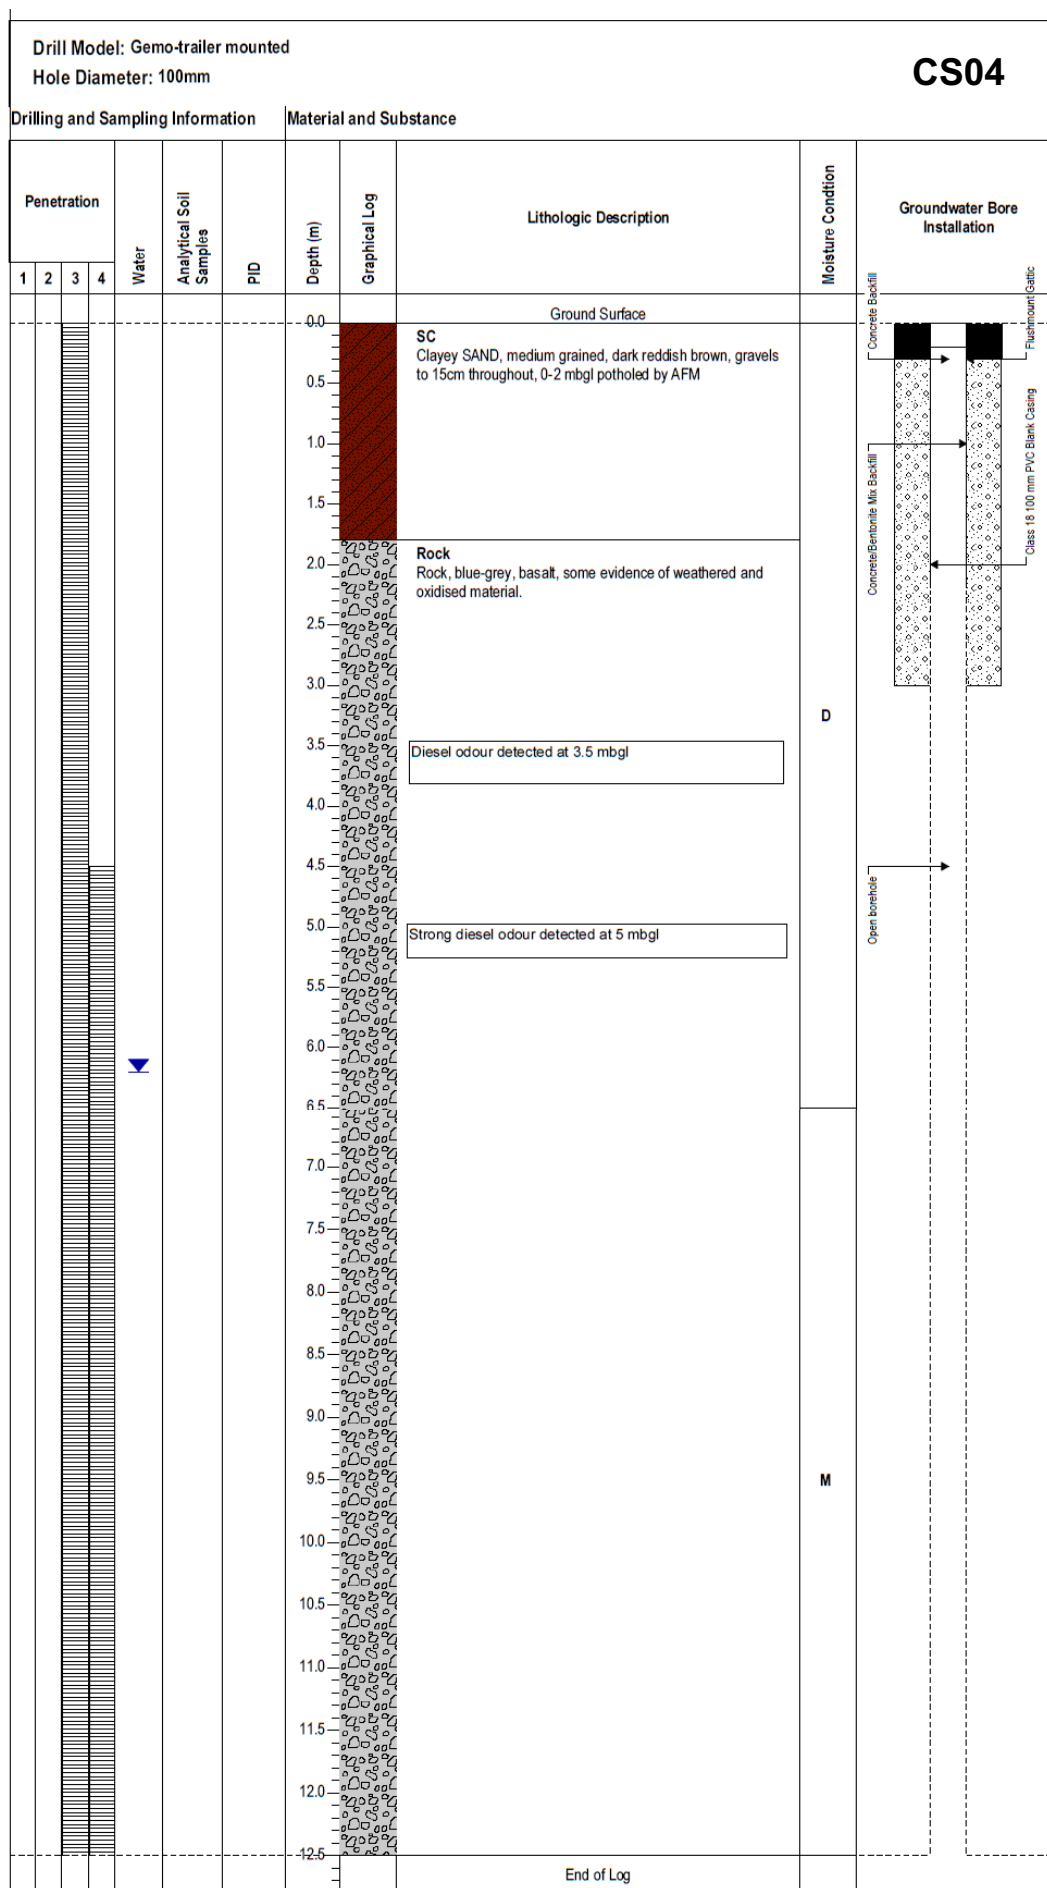 Drill Model: Gemo-trailer mounted
Hole Diameter: 100mm
CS04
Drilling and Sampling Information
Material and Substance
Penetration
1 2 3 4
Water
Analytical Soil
Samples
PID
Depth (m)
Graphical Log
Lithologic Description
Moisture Condtion
Groundwater Bore
Installation
Ground Surface
0.0
SC
Clayey SAND, medium grained, dark reddish brown, gravels
to 15cm throughout, 0-2 mbgl potholed by AFM
0.5
1.0
1.5
Rock
Rock, blue-grey, basalt, some evidence of weathered and
oxidised material.
2.0
2.5
3.0
D
3.5
Diesel odour detected at 3.5 mbgl
4.0
4.5
5.0
Strong diesel odour detected at 5 mbgl
5.5
6.0
6.5
7.0
7.5
8.0
8.5
9.0
9.5
M
10.0
10.5
11.0
11.5
12.0
12.5
End of Log
Concrete Backfill
Flushmount Gattic
Concrete/Bentonite Mix Backfill
Class 18 100 mm PVC Blank Casing
Open borehole